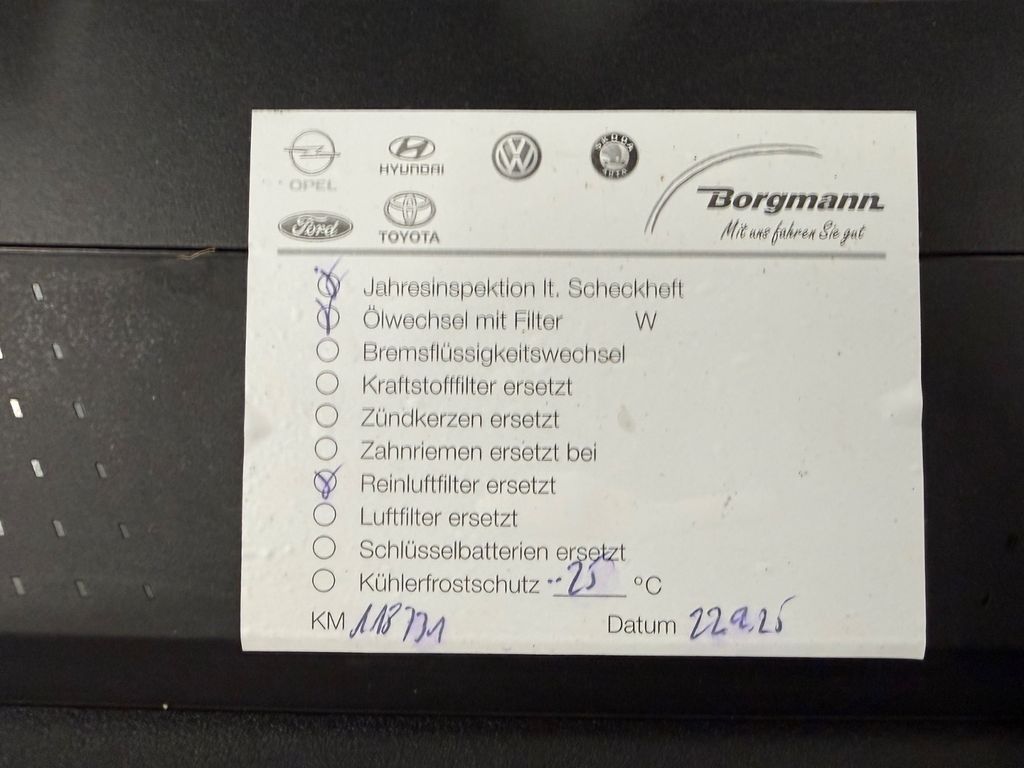 OPEL
HYUNDAI
SKODA AUTO
Ford
TOYOTA
Borgmann
Mit uns fahren Sie gut
Jahresinspektion lt. Scheckheft
Ölwechsel mit Filter W
Bremsflüssigkeitswechsel
Kraftstofffilter ersetzt
Zündkerzen ersetzt
Zahnriemen ersetzt bei
Reinluftfilter ersetzt
Luftfilter ersetzt
Schlüsselbatterien ersetzt
Kühlerfrostschutz -25 °C
KM 118731 Datum 22.9.25